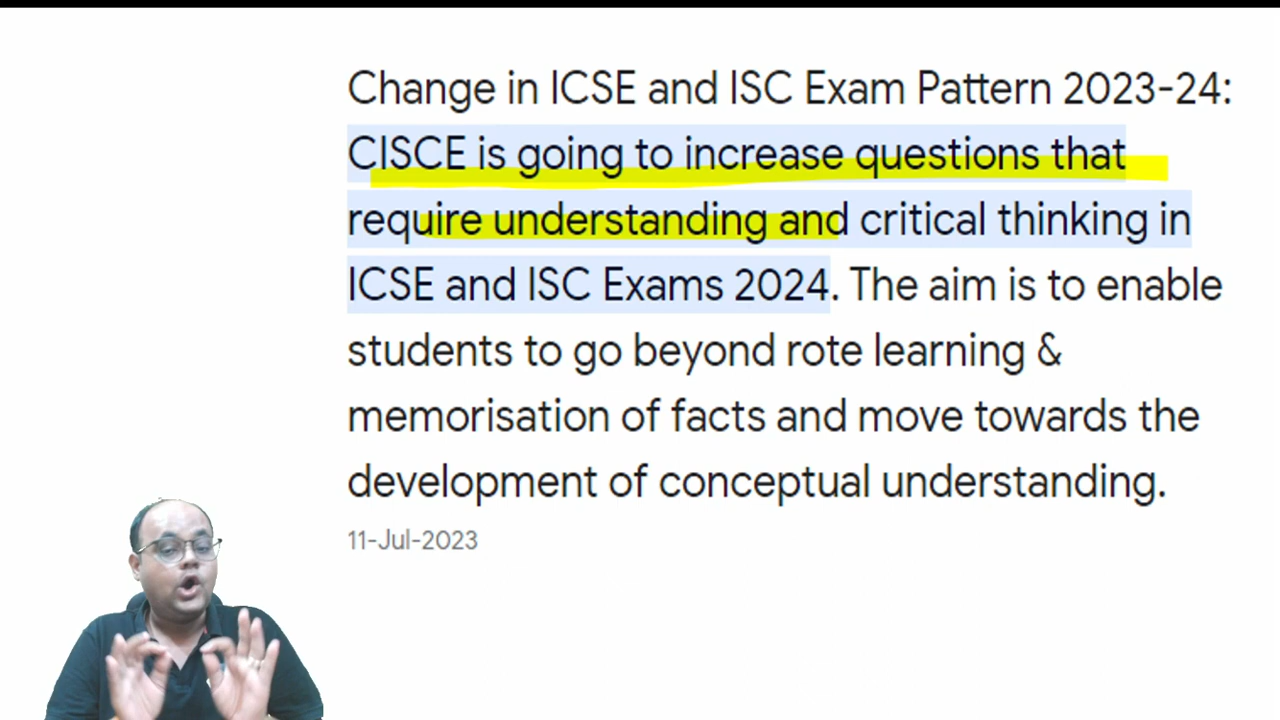 Change in ICSE and ISC Exam Pattern 2023-24:
CISCE is going to increase questions that
require understanding and critical thinking in
ICSE and ISC Exams 2024. The aim is to enable
students to go beyond rote learning &
memorisation of facts and move towards the
development of conceptual understanding.
11-Jul-2023